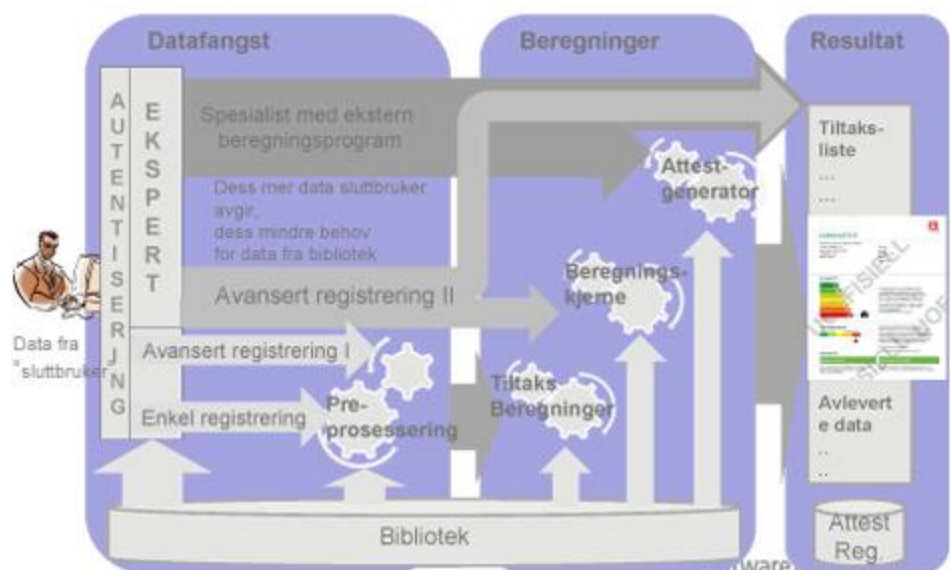 Datafangst
Beregninger
Resultat
AUTENTISERJNG
EKSPERT
Spesialist med ekstern
beregningsprogram
Dess mer data sluttbruker
avgir,
dess mindre behov
for data fra bibliotek
Avansert registrering II
Avansert registrering I
Enkel registrering
Data fra
sluttbruker
Pre-
prosessering
Tiltaks
Beregninger
Beregnings-
kjerne
Attest-
generator
Tiltaks-
liste
...
...
Avlevert
e data
..
..
Bibliotek
Attest
Reg.